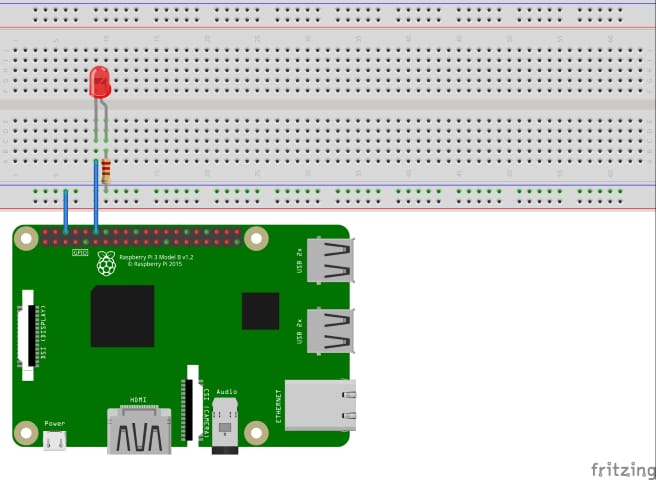 GPIO
Raspberry Pi 3 Model B v1.2
© Raspberry Pi 2015
USB 2x
DSI (DISPLAY)
USB 2x
HDMI
CSI (CAMERA)
Audio
ETHERNET
Power
fritzing